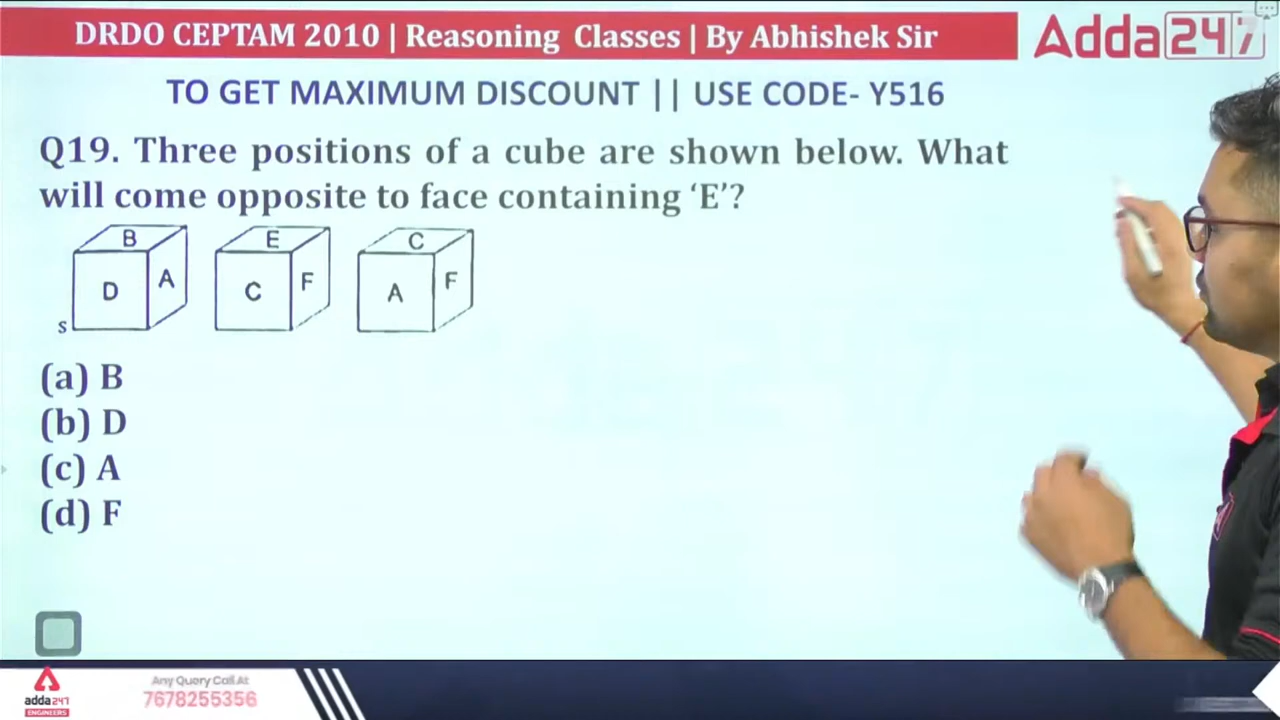 DRDO CEPTAM 2010 | Reasoning Classes | By Abhishek Sir
Adda247
TO GET MAXIMUM DISCOUNT || USE CODE- Y516
Q19. Three positions of a cube are shown below. What
will come opposite to face containing ‘E’?
B
D A
E
C F
C
A F
s
(a) B
(b) D
(c) A
(d) F
adda247
ENGINEERS
Any Query Call At
7678255356